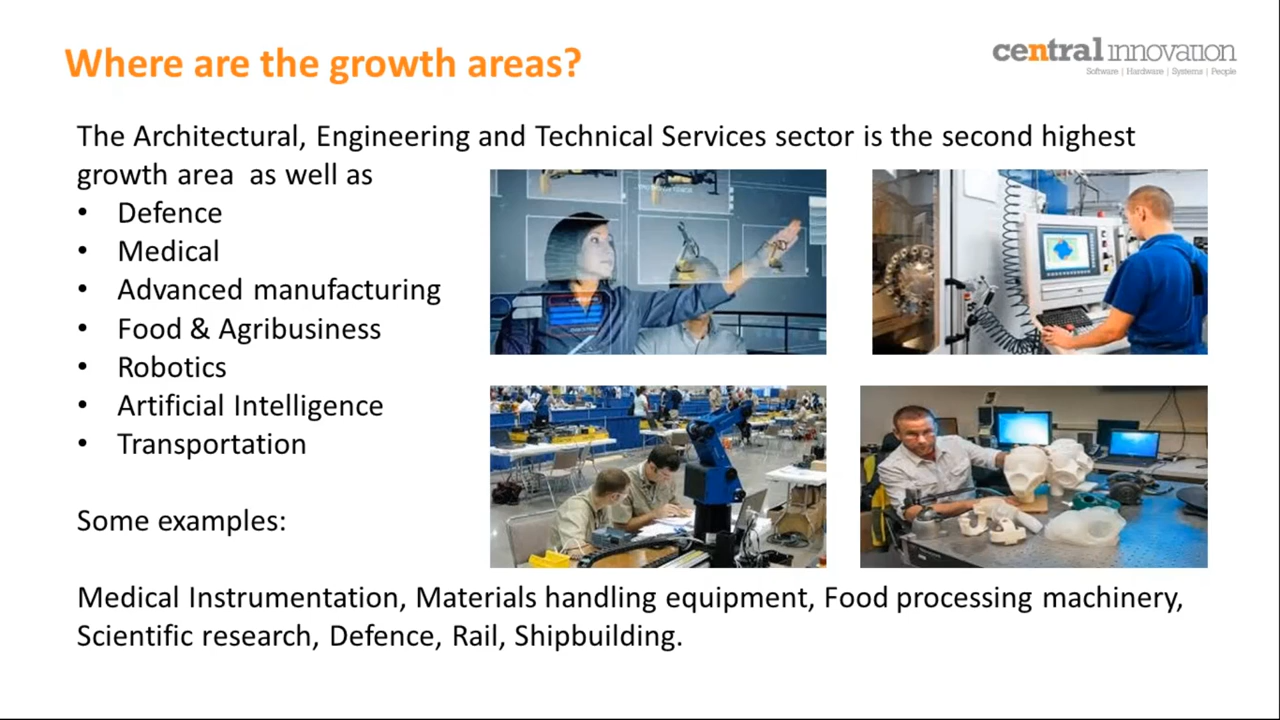 Where are the growth areas?
central innovation
Software | Hardware | Systems | People
The Architectural, Engineering and Technical Services sector is the second highest
growth area as well as
• Defence
• Medical
• Advanced manufacturing
• Food & Agribusiness
• Robotics
• Artificial Intelligence
• Transportation
Some examples:
Medical Instrumentation, Materials handling equipment, Food processing machinery,
Scientific research, Defence, Rail, Shipbuilding.